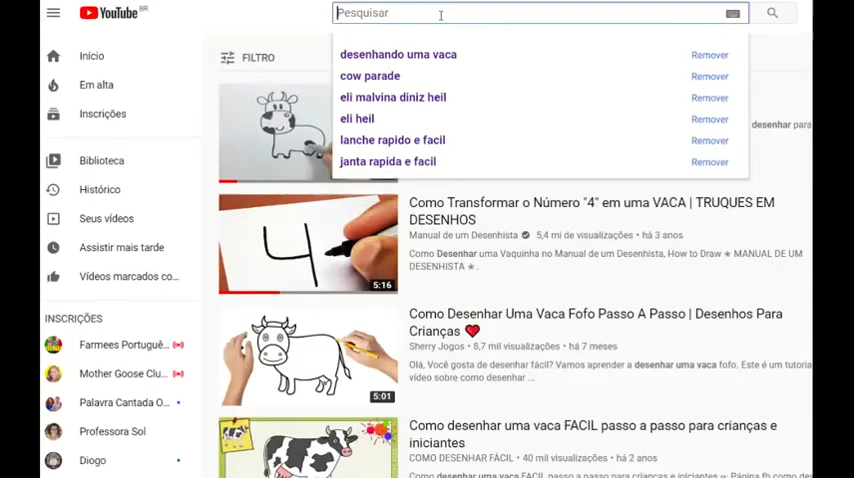 YouTube BR
Pesquisar
desenhando uma vaca Remover
cow parade Remover
eli malvina diniz heil Remover
eli heil Remover
lanche rapido e facil Remover
janta rapida e facil Remover
FILTRO
desenhar para
Início
Em alta
Inscrições
Biblioteca
Histórico
Seus vídeos
Assistir mais tarde
Vídeos marcados co...
INSCRIÇÕES
Farmees Portuguê...
Mother Goose Clu...
Palavra Cantada O...
Professora Sol
Diogo
4
5:16
Como Transformar o Número "4" em uma VACA | TRUQUES EM
DESENHOS
Manual de um Desenhista 5,4 mi de visualizações • há 3 anos
Como Desenhar uma Vaquinha no Manual de um Desenhista, How to Draw ★ MANUAL DE UM
DESENHISTA ★ .
5:01
Como Desenhar Uma Vaca Fofo Passo A Passo | Desenhos Para
Crianças ❤
Sherry Jogos • 8,7 mil visualizações • há 7 meses
Olá, Você gosta de desenhar fácil? Vamos aprender a desenhar uma vaca fofo. Este é um tutoria
vídeo sobre como desenhar ...
Como desenhar uma vaca FACIL passo a passo para crianças e
iniciantes
COMO DESENHAR FÁCIL • 40 mil visualizações • há 2 anos